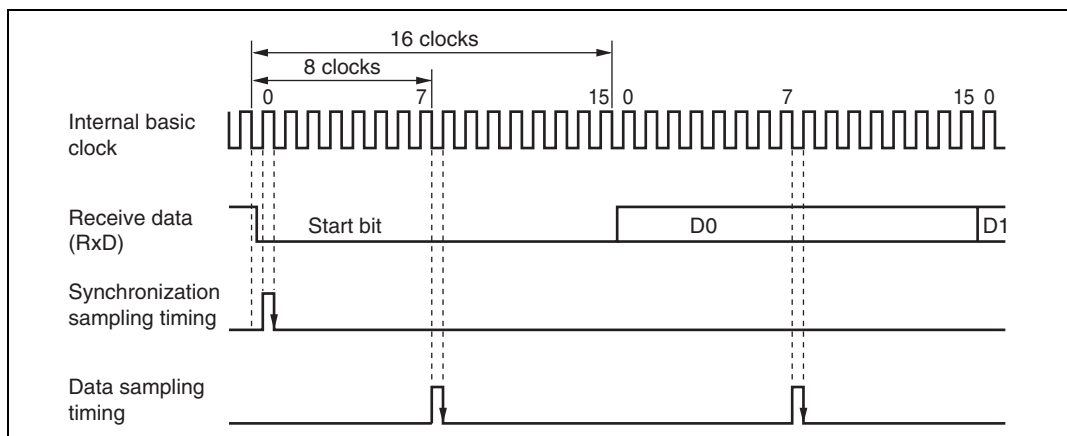 16 clocks
8 clocks
0 7 15 0 7 15 0
Internal basic
clock
Receive data
(RxD)
Start bit D0 D1
Synchronization
sampling timing
Data sampling
timing